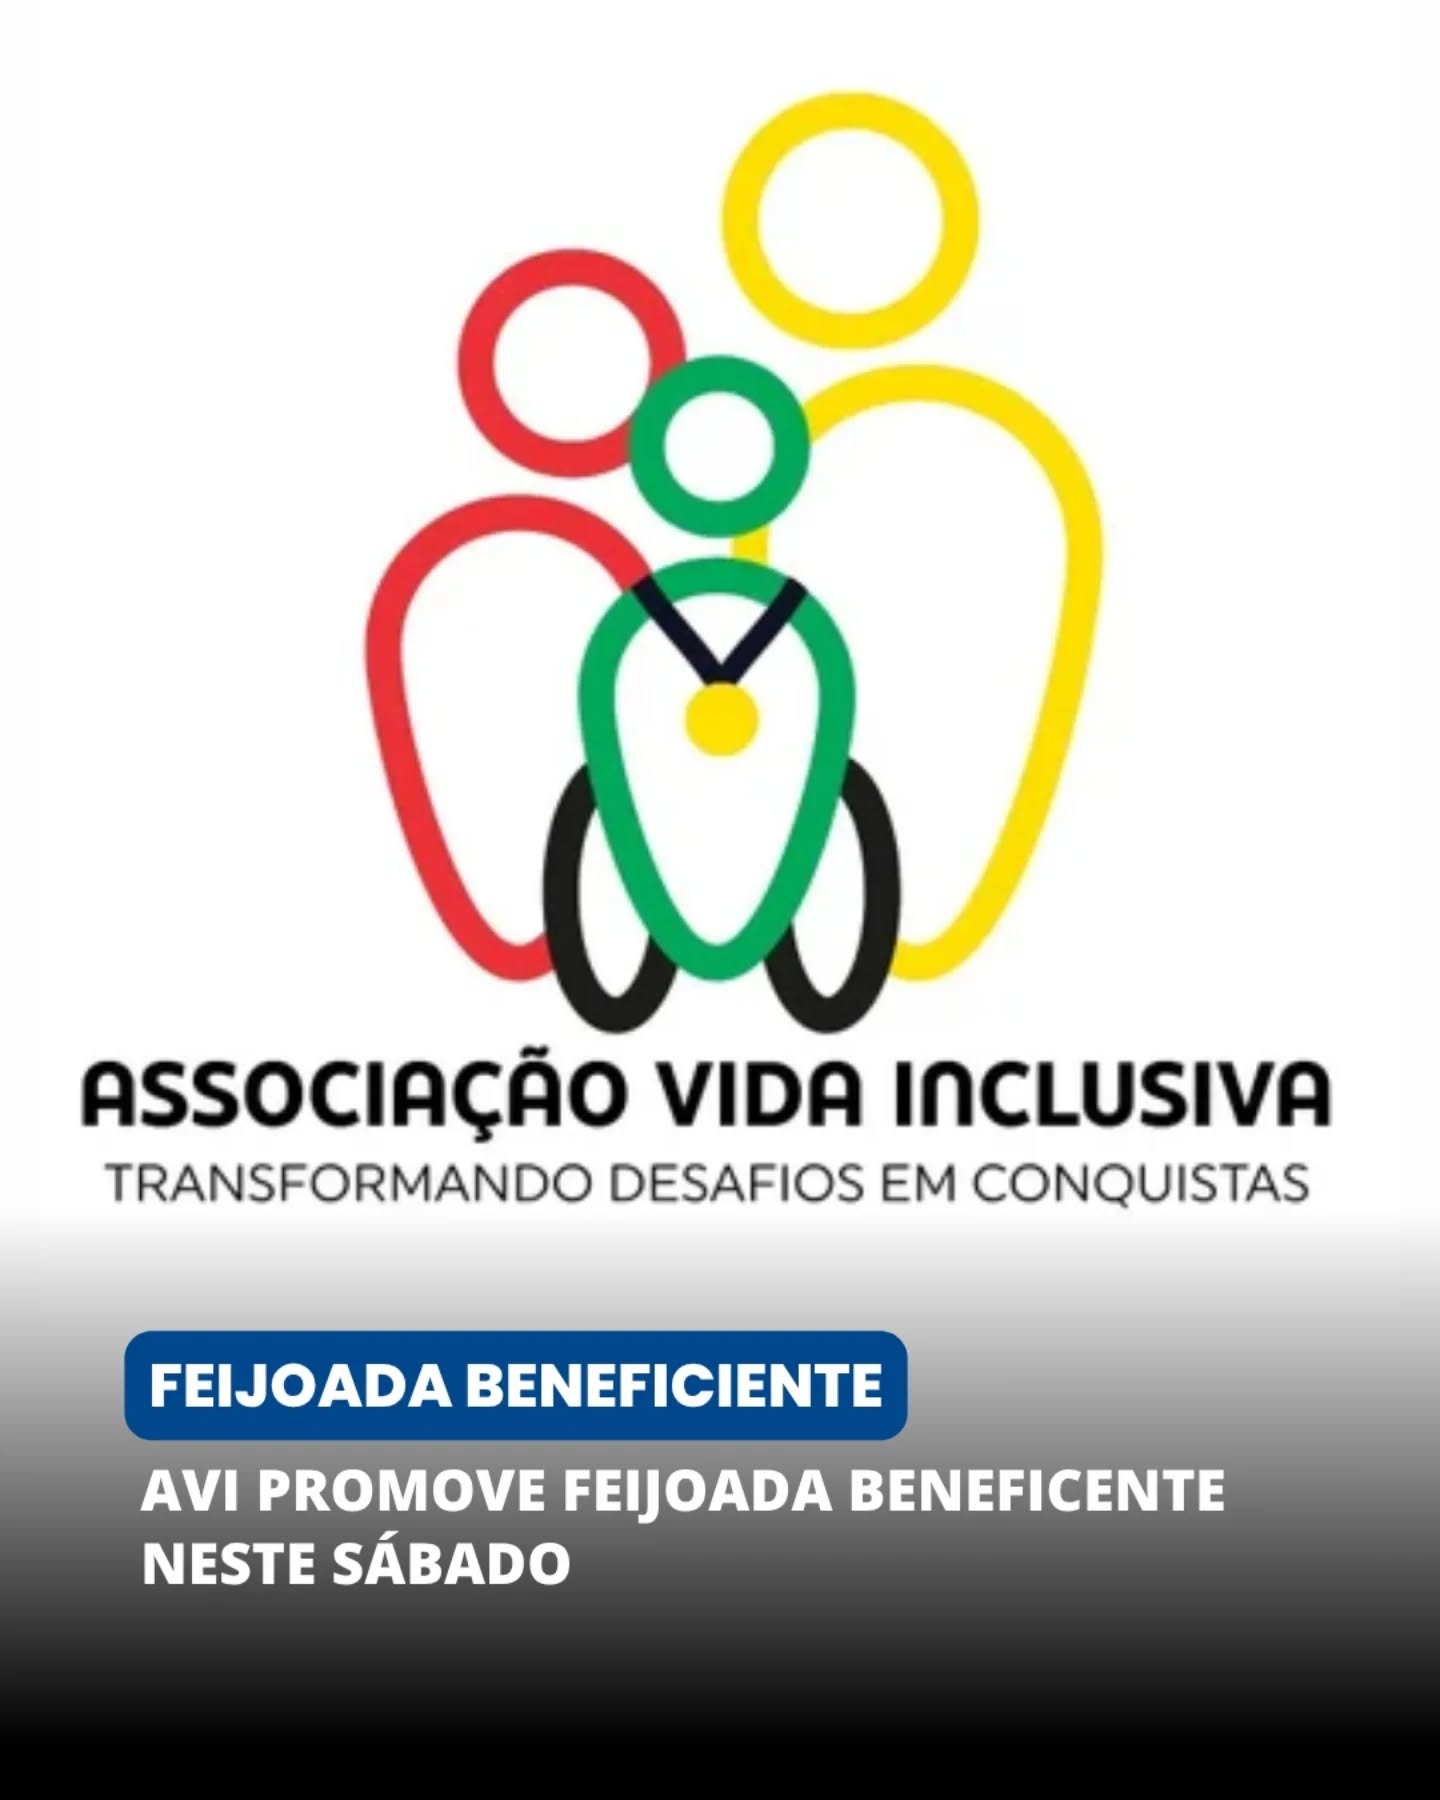 ASSOCIAÇÃO VIDA INCLUSIVA
TRANSFORMANDO DESAFIOS EM CONQUISTAS
FEIJOADA BENEFICIENTE
AVI PROMOVE FEIJOADA BENEFICENTE
NESTE SÁBADO